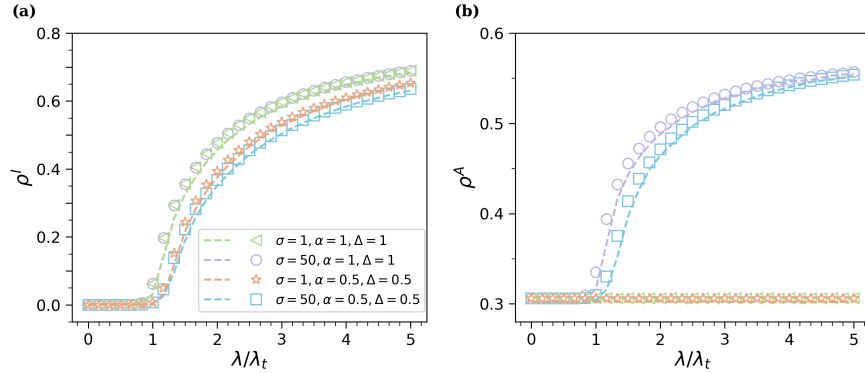 (a)
0.8
0.6
0.4
0.2
0.0
ρ^I
0 1 2 3 4 5
λ/λ_t
σ = 1, α = 1, Δ = 1
σ = 50, α = 1, Δ = 1
σ = 1, α = 0.5, Δ = 0.5
σ = 50, α = 0.5, Δ = 0.5
(b)
0.6
0.5
0.4
0.3
ρ^A
0 1 2 3 4 5
λ/λ_t